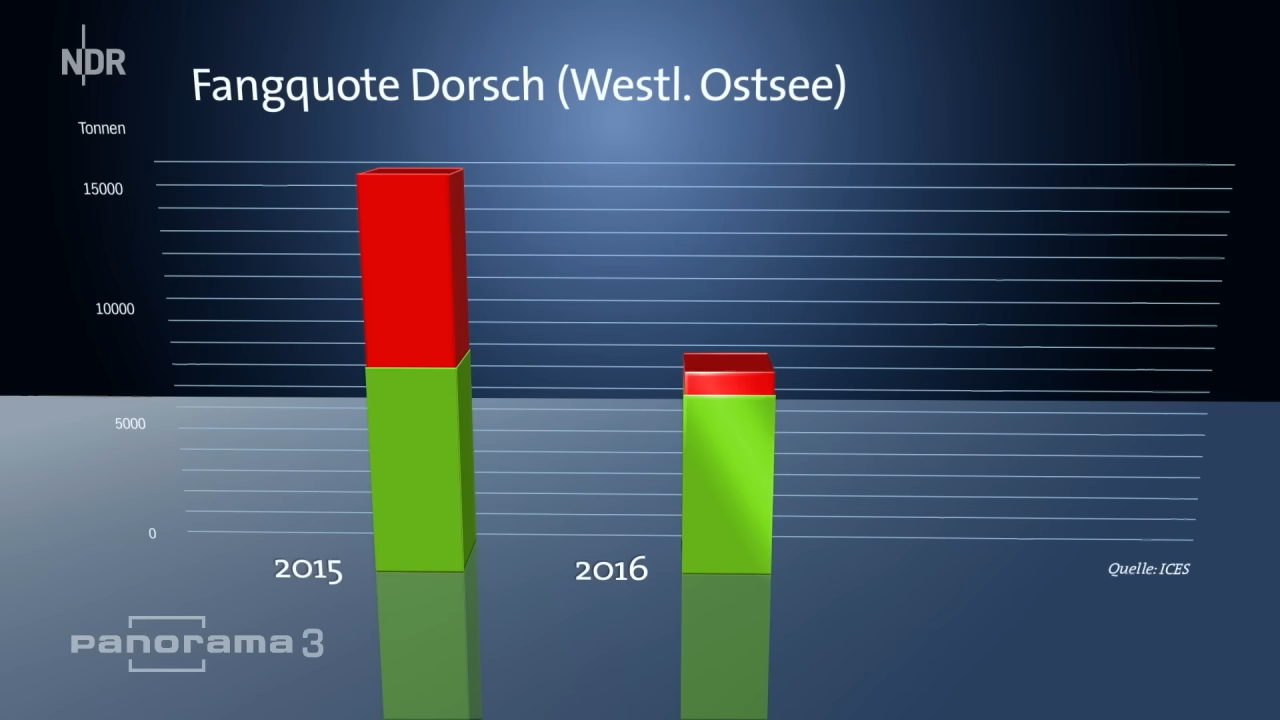 NDR
Fangquote Dorsch (Westl. Ostsee)
Tonnen
15000
10000
5000
0
2015
2016
Quelle: ICES
panorama 3